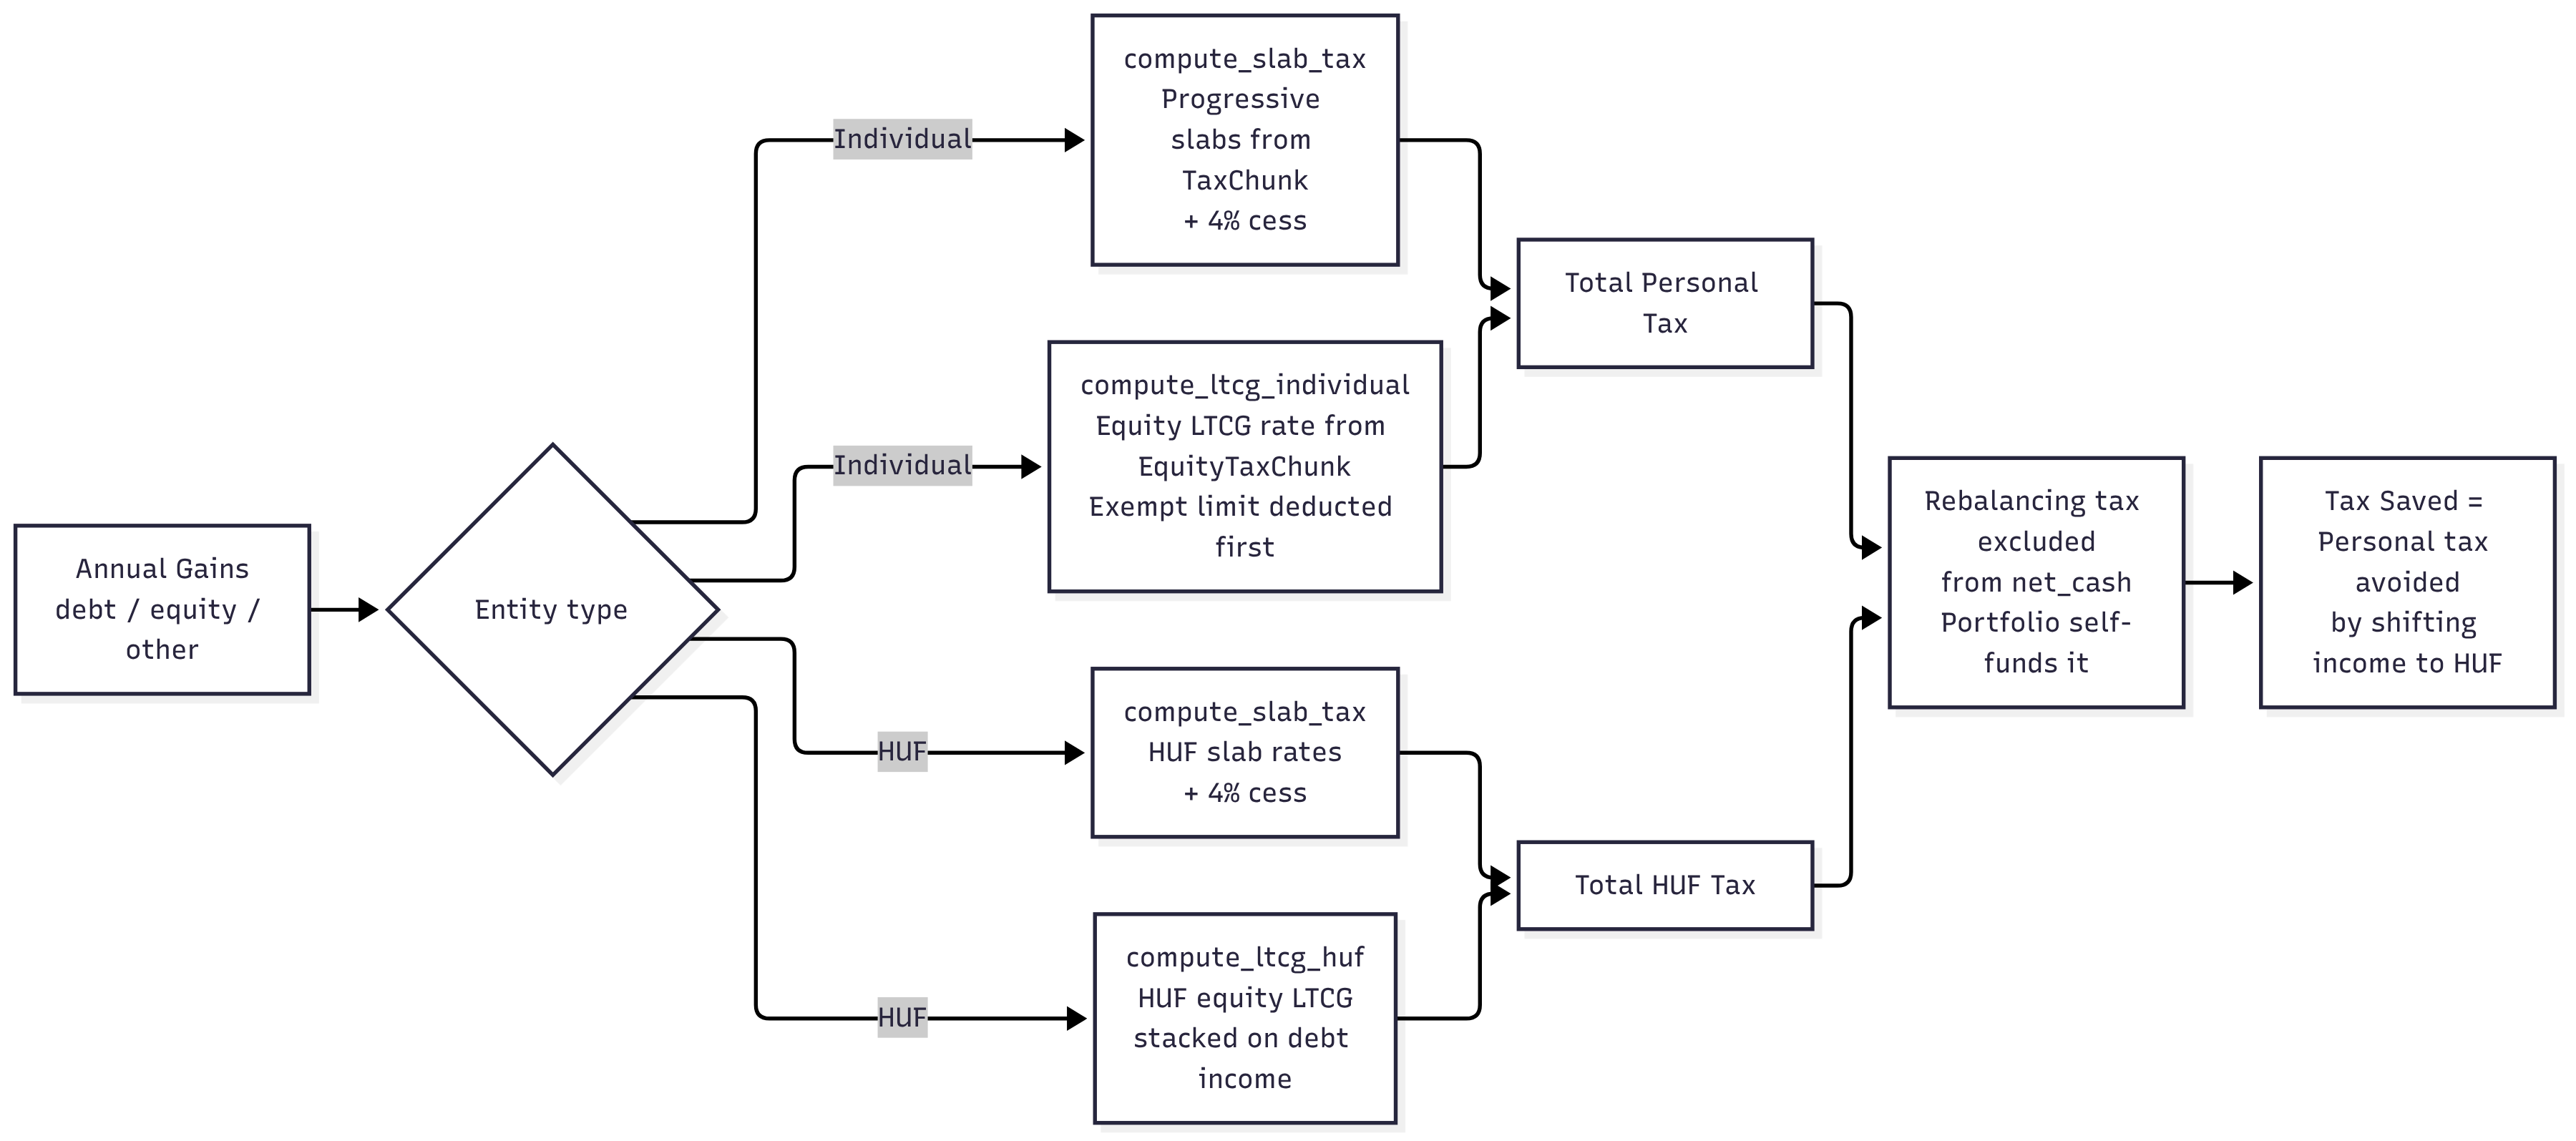 Annual Gains
debt / equity /
other
Entity type
Individual
compute_slab_tax
Progressive
slabs from
TaxChunk
+ 4% cess
Individual
compute_ltcg_individual
Equity LTCG rate from
EquityTaxChunk
Exempt limit deducted
first
HUF
compute_slab_tax
HUF slab rates
+ 4% cess
HUF
compute_ltcg_huf
HUF equity LTCG
stacked on debt
income
Total Personal
Tax
Total HUF Tax
Rebalancing tax
excluded
from net_cash
Portfolio self-
funds it
Tax Saved =
Personal tax
avoided
by shifting
income to HUF